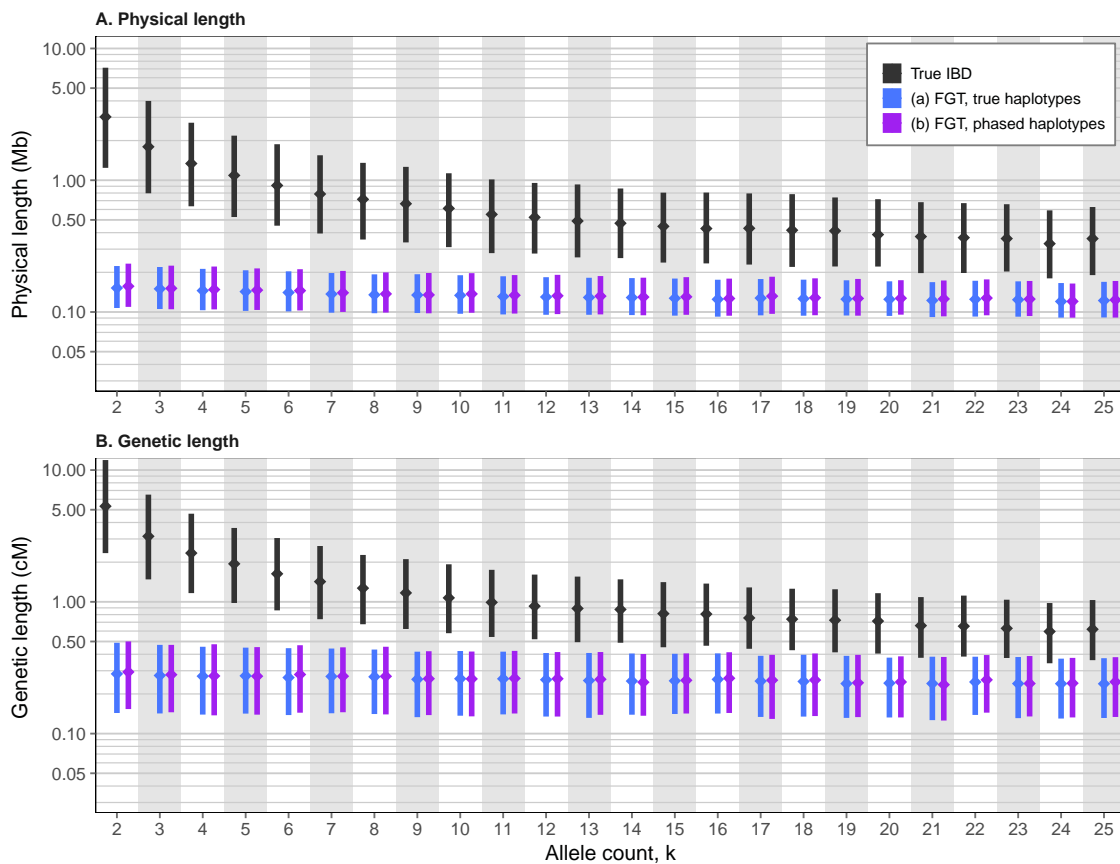 A. Physical length
Physical length (Mb)
10.00
5.00
1.00
0.50
0.10
0.05
True IBD
(a) FGT, true haplotypes
(b) FGT, phased haplotypes
2 3 4 5 6 7 8 9 10 11 12 13 14 15 16 17 18 19 20 21 22 23 24 25
B. Genetic length
Genetic length (cM)
10.00
5.00
1.00
0.50
0.10
0.05
2 3 4 5 6 7 8 9 10 11 12 13 14 15 16 17 18 19 20 21 22 23 24 25
Allele count, k